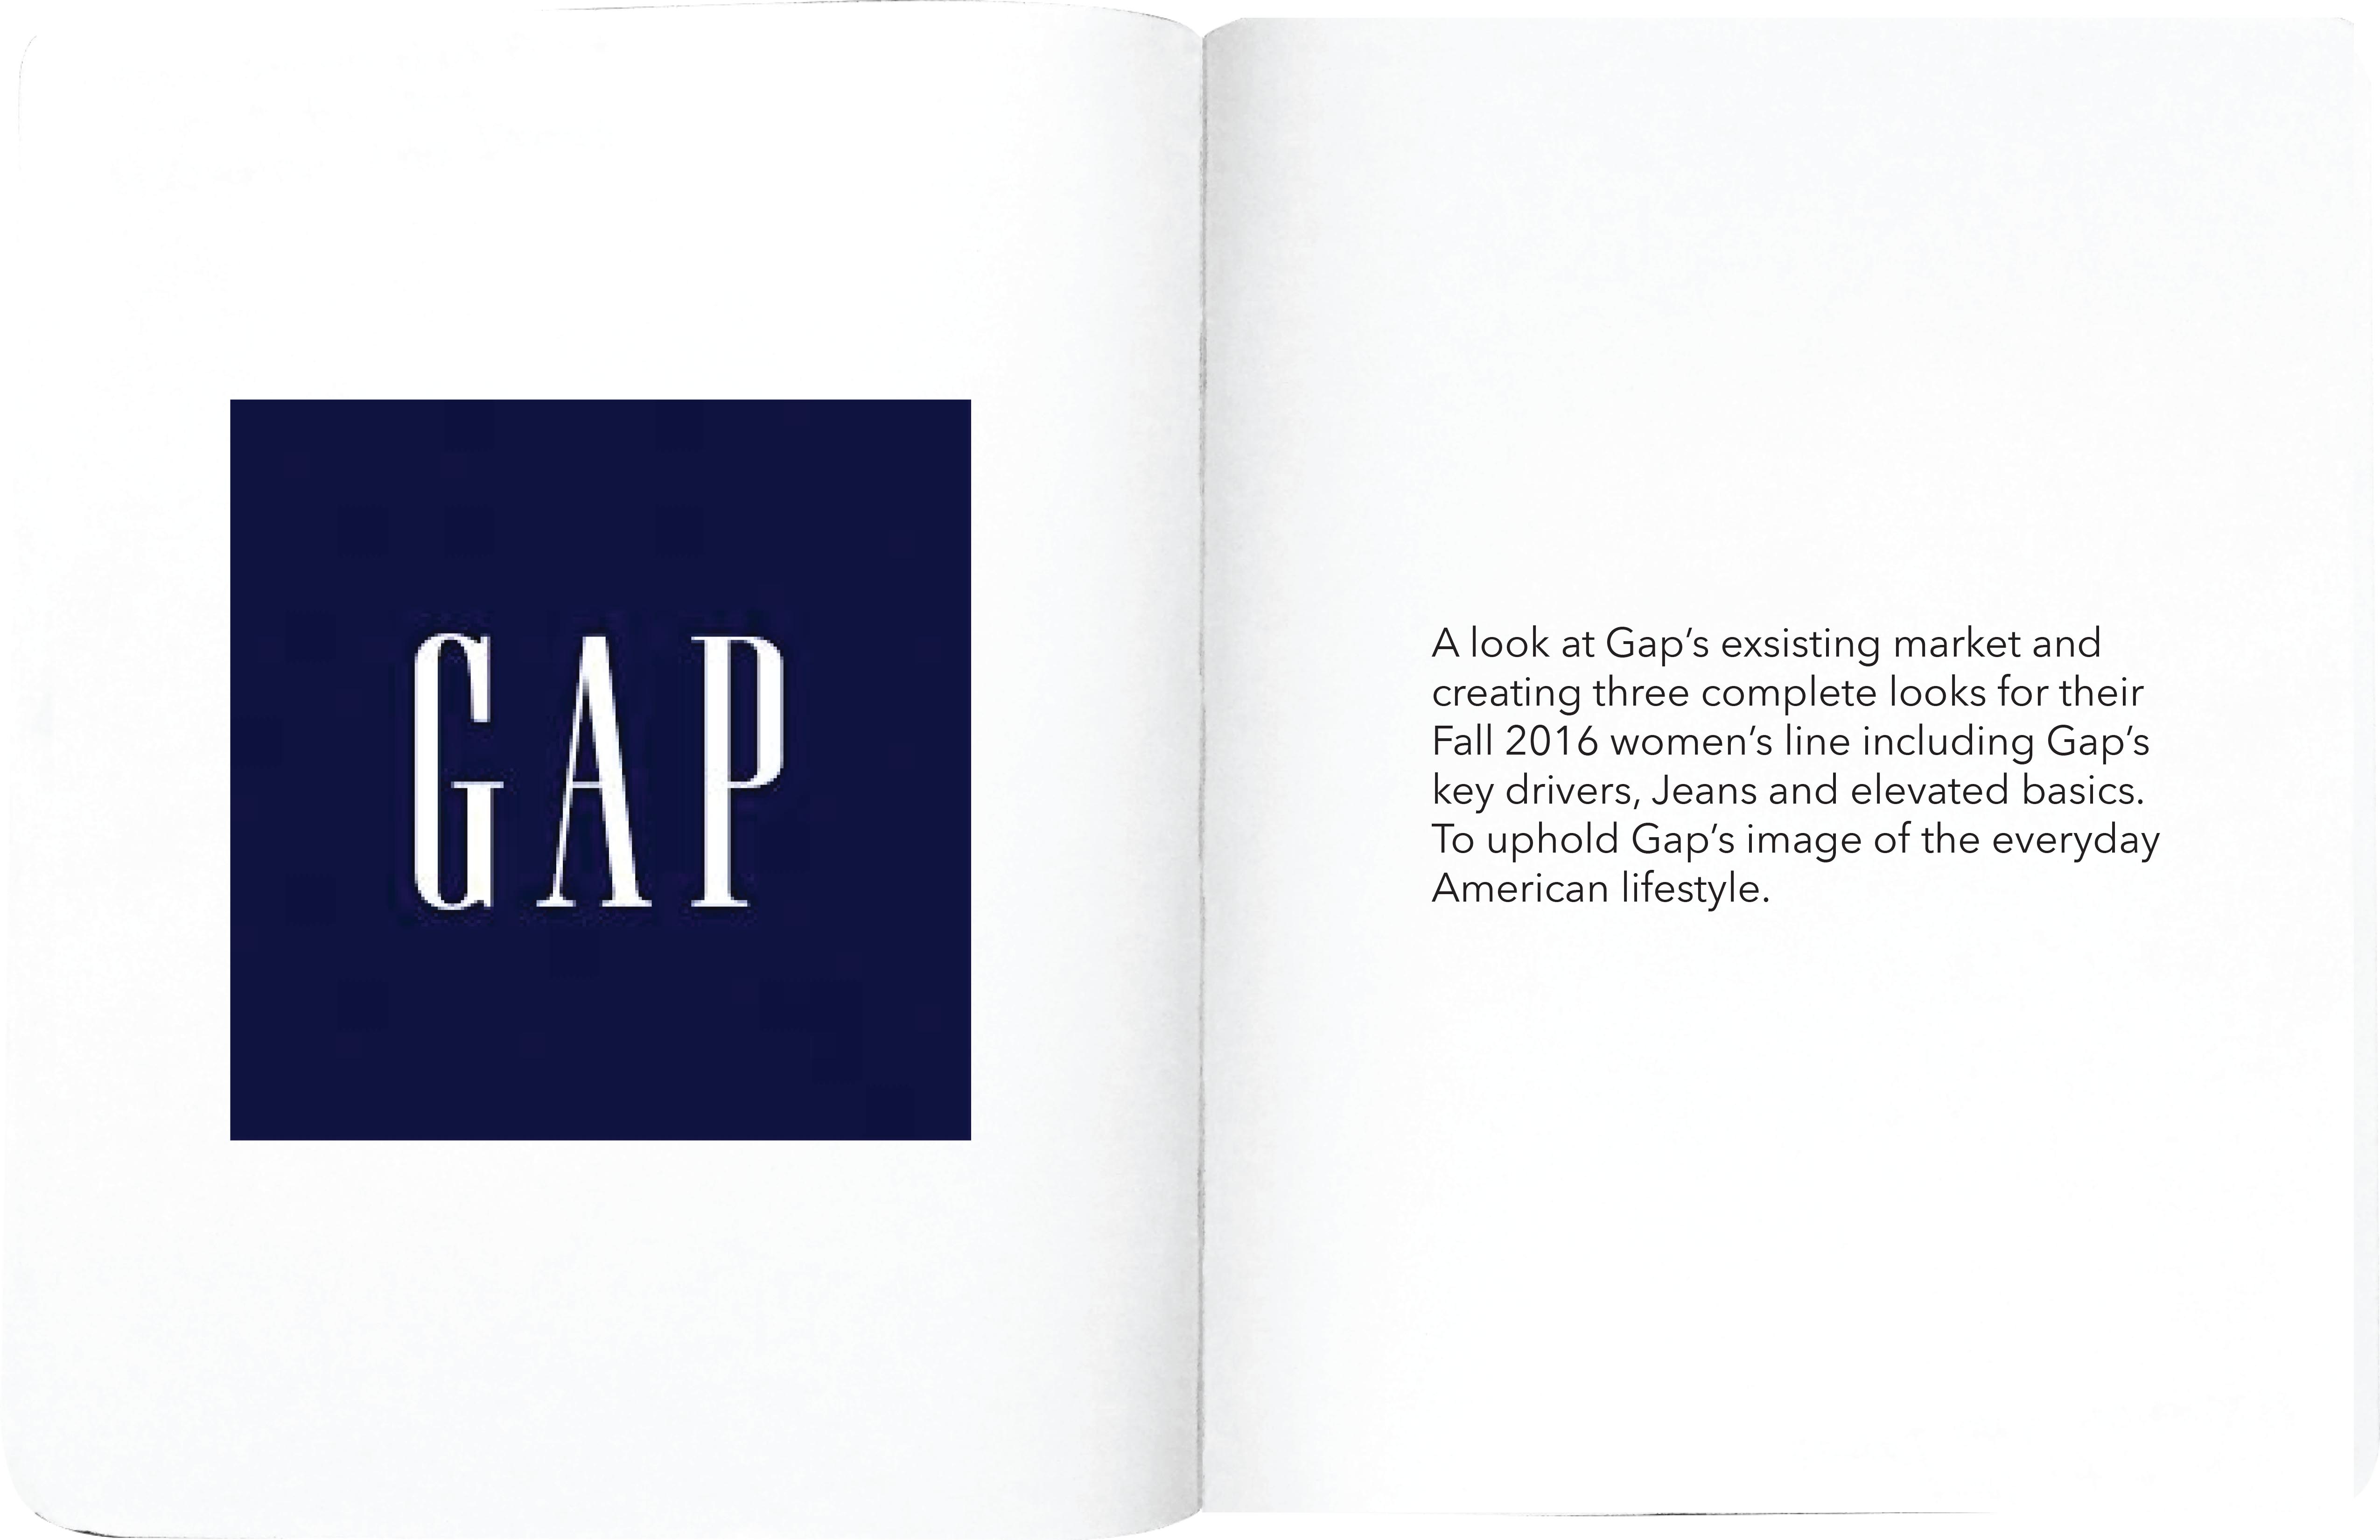 GAP
A look at Gap’s exsisting market and
creating three complete looks for their
Fall 2016 women’s line including Gap’s
key drivers, Jeans and elevated basics.
To uphold Gap’s image of the everyday
American lifestyle.